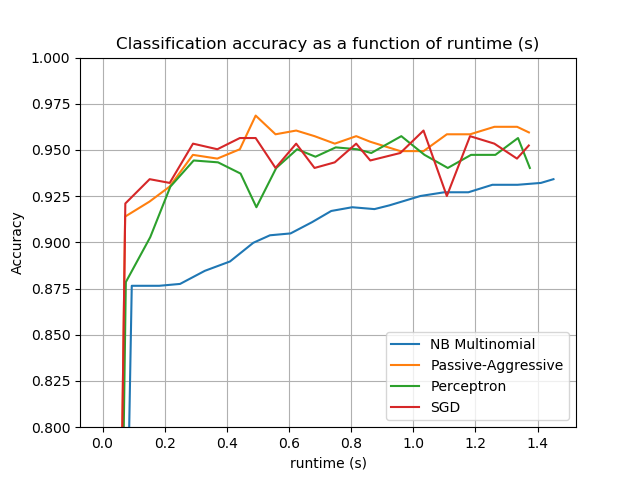 Classification accuracy as a function of runtime (s)
1.000
0.975
0.950
0.925
0.900
0.875
0.850
0.825
0.800
Accuracy
NB Multinomial
Passive-Aggressive
Perceptron
SGD
0.0 0.2 0.4 0.6 0.8 1.0 1.2 1.4
runtime (s)